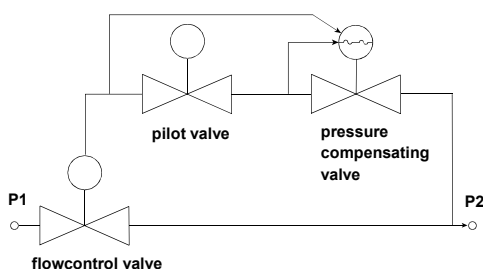 pilot valve
pressure
compensating
valve
P1
P2
flowcontrol valve